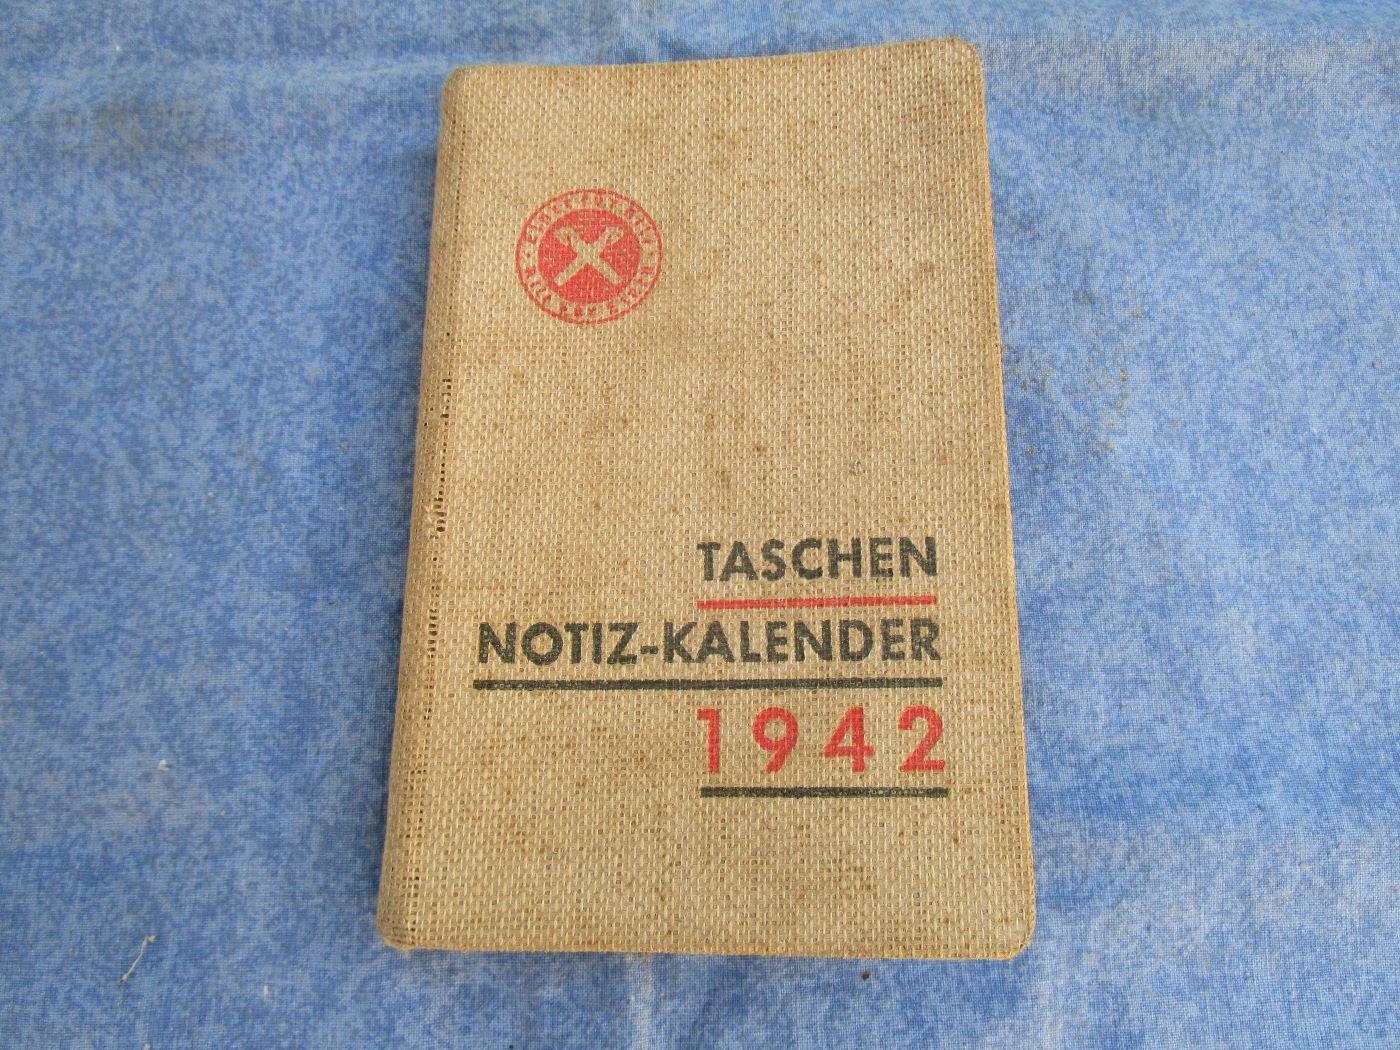 TASCHEN
NOTIZ-KALENDER
1942